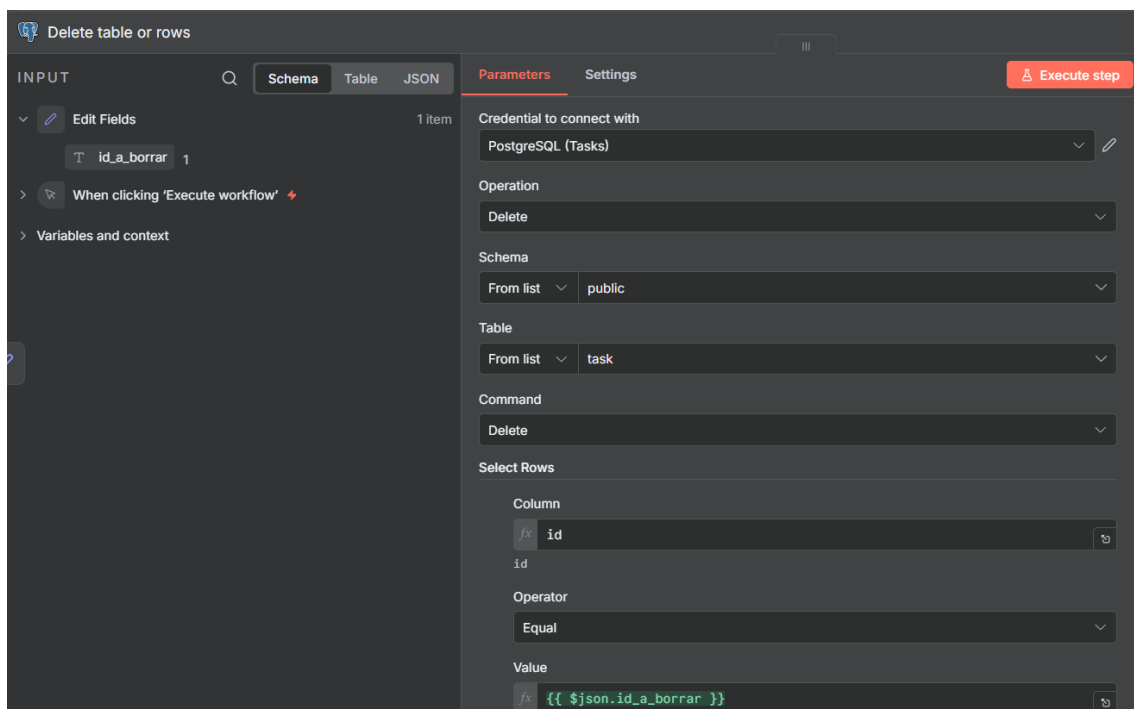 Delete table or rows
INPUT
Schema Table JSON
Edit Fields 1 item
T id_a_borrar 1
When clicking ‘Execute workflow’
Variables and context
Parameters Settings
Execute step
Credential to connect with
PostgreSQL (Tasks)
Operation
Delete
Schema
From list public
Table
From list task
Command
Delete
Select Rows
Column
fx id
id
Operator
Equal
Value
fx {{ $json.id_a_borrar }}